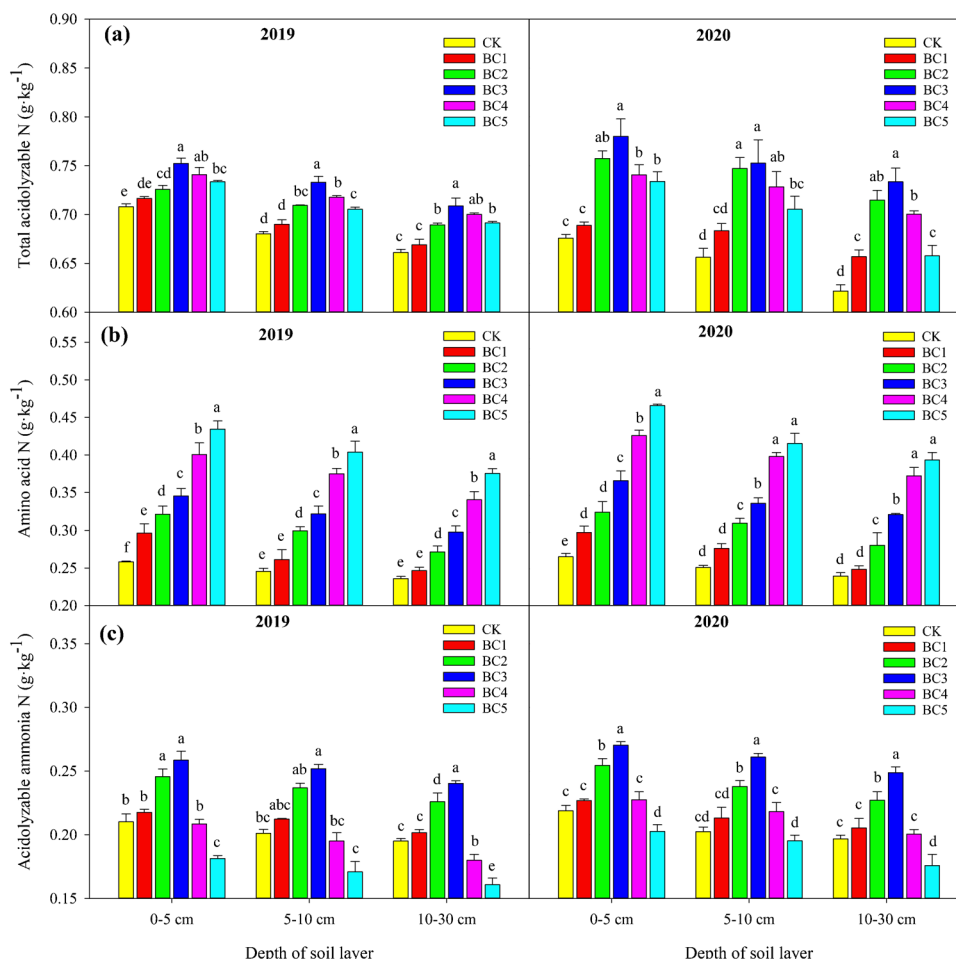 (a)
2019
2020
Total acidolyzable N (g·kg⁻¹)
0.90
0.85
0.80
0.75
0.70
0.65
0.60
CK
BC1
BC2
BC3
BC4
BC5
CK
BC1
BC2
BC3
BC4
BC5
e de cd a ab bc
d d bc a b c
c c b a ab b
c c ab a b b
d cd a a ab bc
d c ab a b c
(b)
2019
2020
Amino acid N (g·kg⁻¹)
0.55
0.50
0.45
0.40
0.35
0.30
0.25
0.20
CK
BC1
BC2
BC3
BC4
BC5
CK
BC1
BC2
BC3
BC4
BC5
f e d c b a
e e d c b a
e e d c b a
e d d c b a
d d c b a a
d d c b a a
(c)
2019
2020
Acidolyzable ammonia N (g·kg⁻¹)
0.35
0.30
0.25
0.20
0.15
CK
BC1
BC2
BC3
BC4
BC5
CK
BC1
BC2
BC3
BC4
BC5
b b a a b c
bc abc ab a bc c
c c d a b e
c c b a c d
cd cd b a c d
c c b a c d
0-5 cm
5-10 cm
10-30 cm
0-5 cm
5-10 cm
10-30 cm
Depth of soil laver
Depth of soil laver